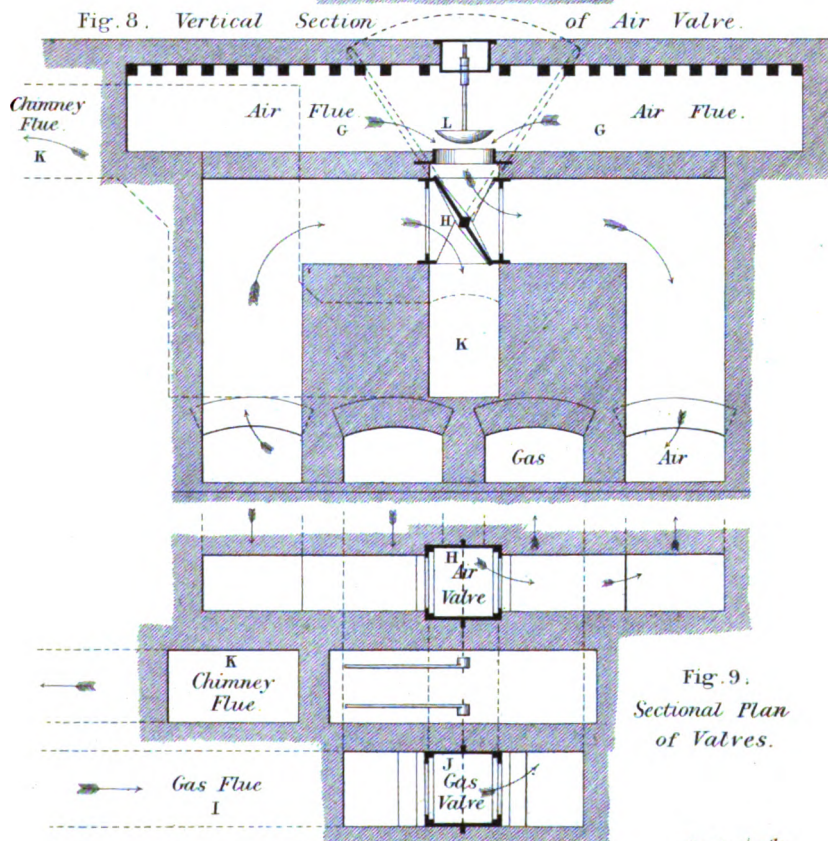 Fig. 8. Vertical Section of Air Valve.
Chimney
Flue.
K
Air Flue.
G
L
Air Flue.
G
H
K
Gas
Air
H
Air
Valve
K
Chimney
Flue.
Fig. 9.
Sectional Plan
of Valves.
Gas Flue
I
J
Gas
Valve